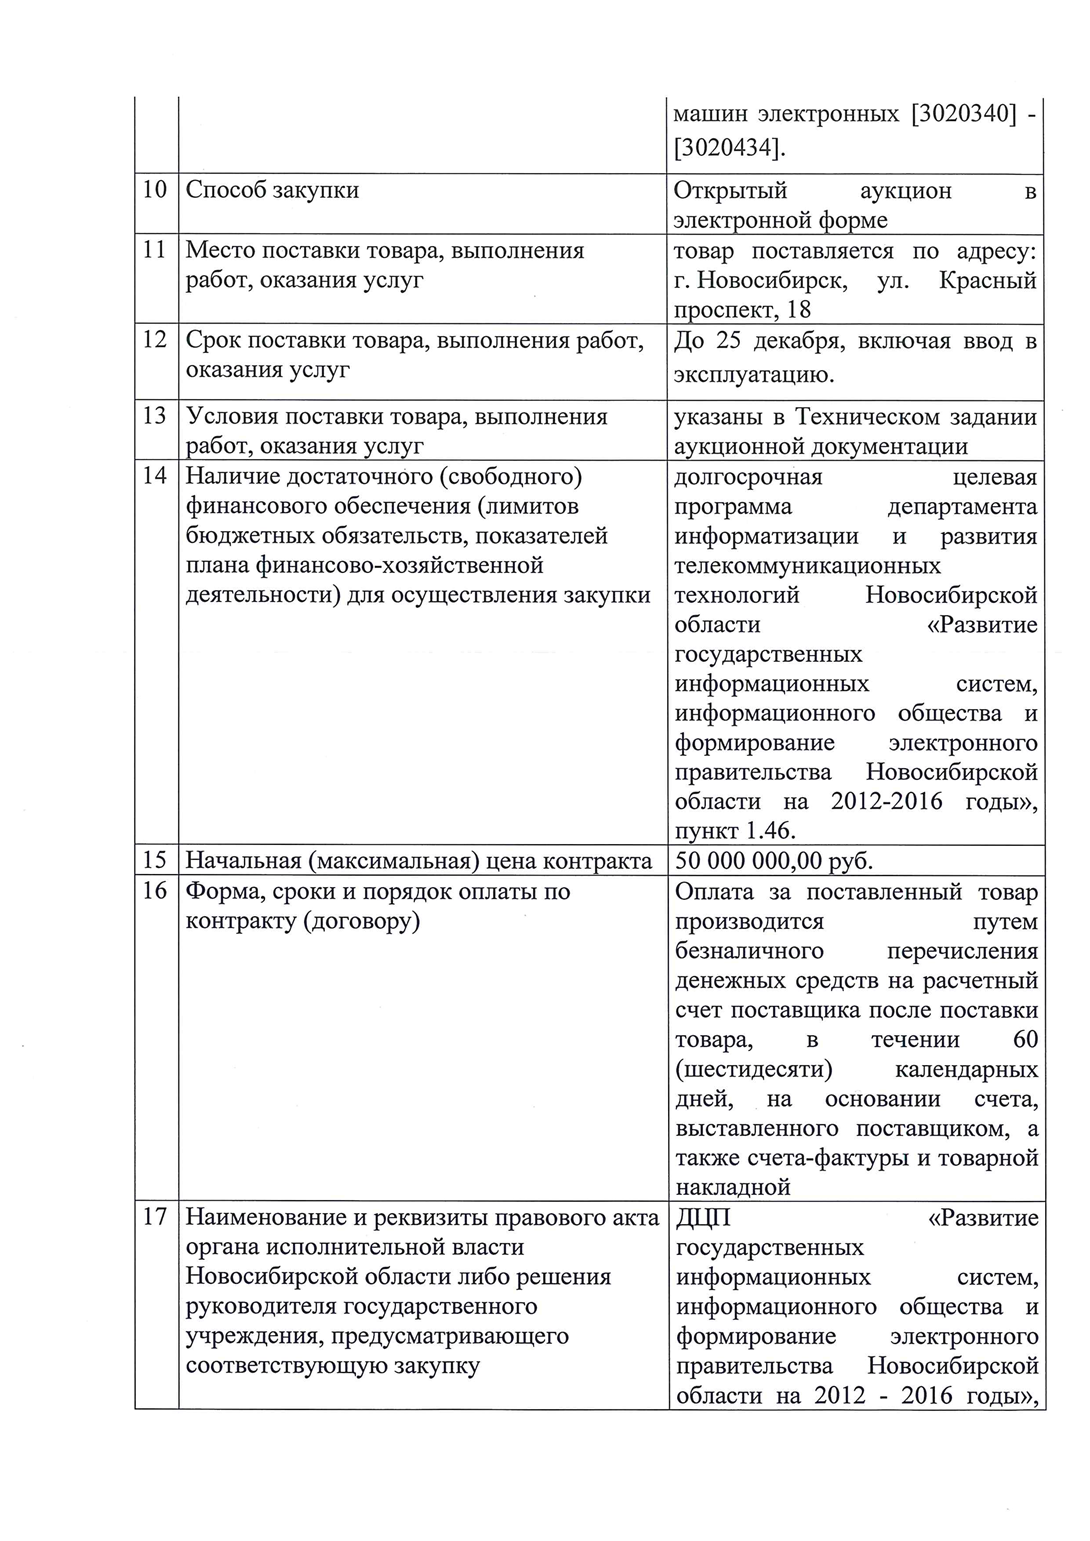 машин электронных [3020340] -
[3020434].
10 Способ закупки
Открытый аукцион в
электронной форме
11 Место поставки товара, выполнения
работ, оказания услуг
товар поставляется по адресу:
г. Новосибирск, ул. Красный
проспект, 18
12 Срок поставки товара, выполнения работ,
оказания услуг
До 25 декабря, включая ввод в
эксплуатацию.
13 Условия поставки товара, выполнения
работ, оказания услуг
указаны в Техническом задании
аукционной документации
14 Наличие достаточного (свободного)
финансового обеспечения (лимитов
бюджетных обязательств, показателей
плана финансово-хозяйственной
деятельности) для осуществления закупки
долгосрочная целевая
программа департамента
информатизации и развития
телекоммуникационных
технологий Новосибирской
области «Развитие
государственных
информационных систем,
информационного общества и
формирование электронного
правительства Новосибирской
области на 2012-2016 годы»,
пункт 1.46.
15 Начальная (максимальная) цена контракта
50 000 000,00 руб.
16 Форма, сроки и порядок оплаты по
контракту (договору)
Оплата за поставленный товар
производится путем
безналичного перечисления
денежных средств на расчетный
счет поставщика после поставки
товара, в течении 60
(шестидесяти) календарных
дней, на основании счета,
выставленного поставщиком, а
также счета-фактуры и товарной
накладной
17 Наименование и реквизиты правового акта
органа исполнительной власти
Новосибирской области либо решения
руководителя государственного
учреждения, предусматривающего
соответствующую закупку
ДЦП «Развитие
государственных
информационных систем,
информационного общества и
формирование электронного
правительства Новосибирской
области на 2012 - 2016 годы»,